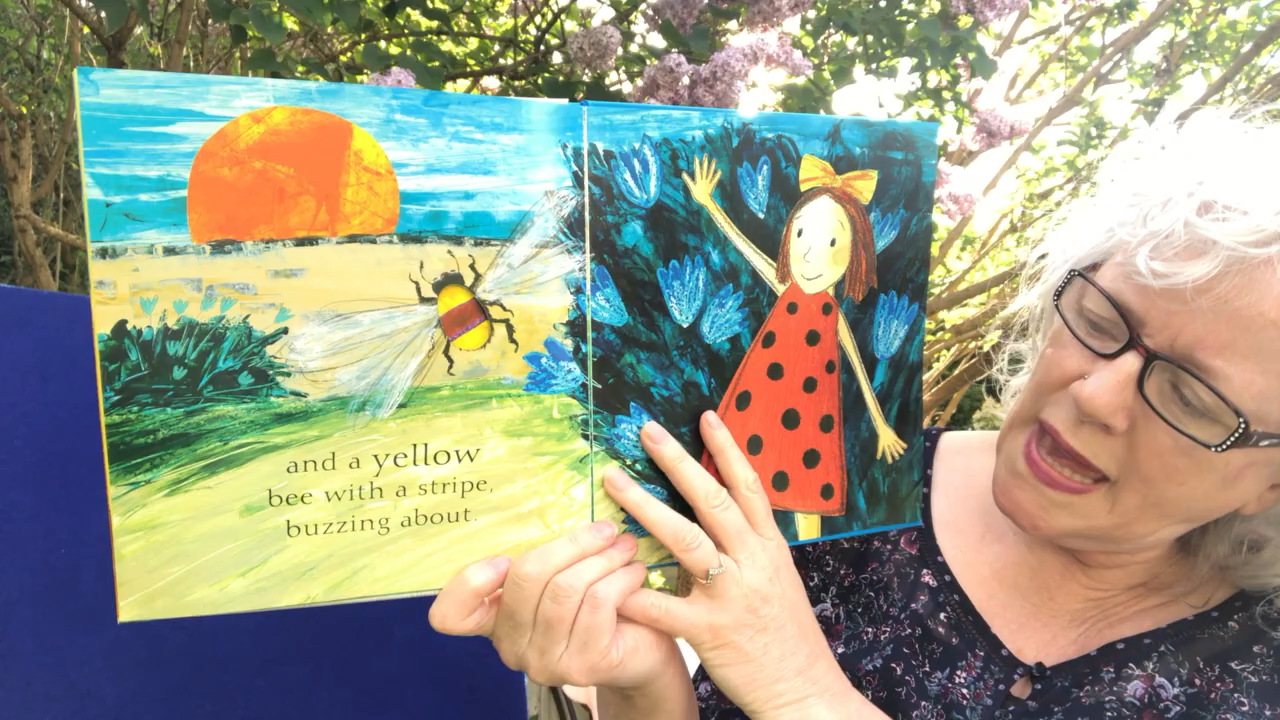 and a yellow
bee with a stripe,
buzzing about.